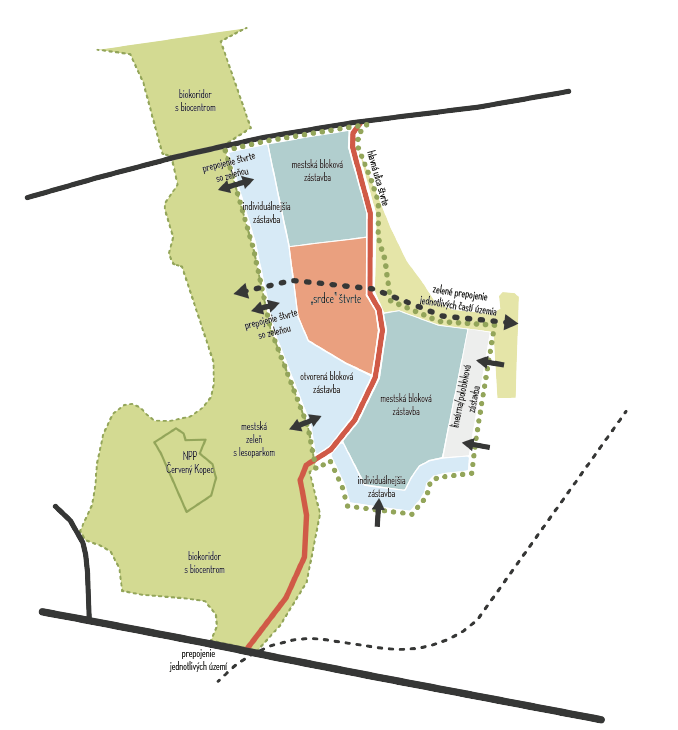 biokoridor
s biocentrom
prepojenie štvrte
so zeleňou
mestská bloková
zástavba
hlavná ulica štvrte
individuálnejšia
zástavba
zelené prepojenie
jednotlivých častí územia
„srdce" štvrte
prepojenie štvrte
so zeleňou
otvorená bloková
zástavba
mestská bloková
zástavba
lineárna/polobloková
zástavba
mestská
zeleň
s lesoparkom
NPP
Červený Kopec
individuálnejšia
zástavba
biokoridor
s biocentrom
prepojenie
jednotlivých území